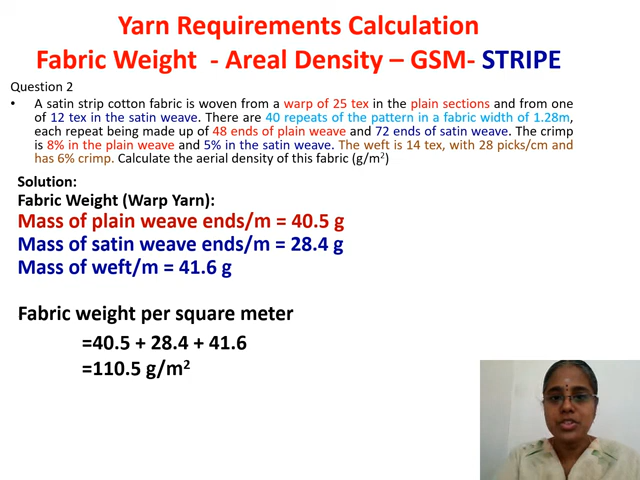 Yarn Requirements Calculation
Fabric Weight - Areal Density – GSM- STRIPE
Question 2
• A satin strip cotton fabric is woven from a warp of 25 tex in the plain sections and from one
of 12 tex in the satin weave. There are 40 repeats of the pattern in a fabric width of 1.28m,
each repeat being made up of 48 ends of plain weave and 72 ends of satin weave. The crimp
is 8% in the plain weave and 5% in the satin weave. The weft is 14 tex, with 28 picks/cm and
has 6% crimp. Calculate the aerial density of this fabric (g/m²)
Solution:
Fabric Weight (Warp Yarn):
Mass of plain weave ends/m = 40.5 g
Mass of satin weave ends/m = 28.4 g
Mass of weft/m = 41.6 g
Fabric weight per square meter
=40.5 + 28.4 + 41.6
=110.5 g/m²